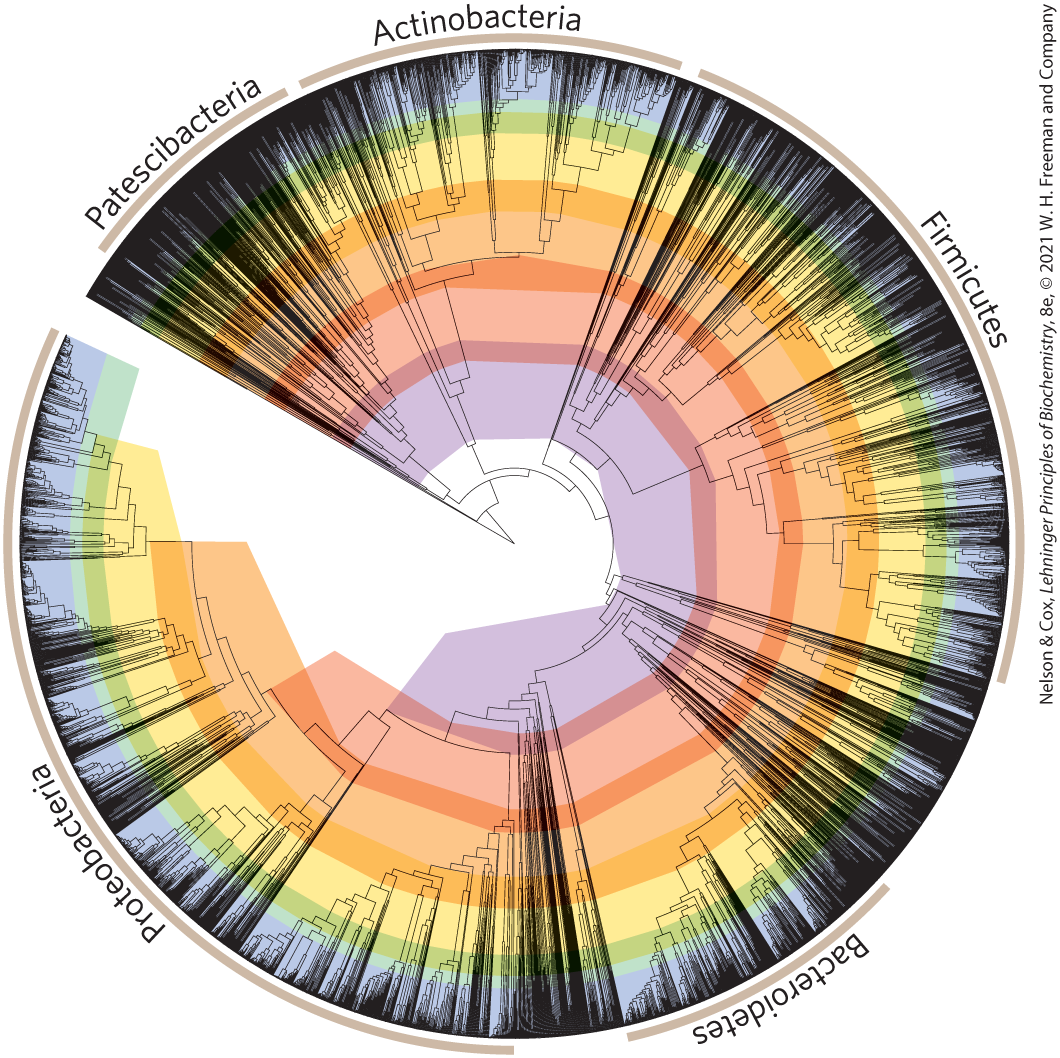 Actinobacteria
Patescibacteria
Firmicutes
Proteobacteria
Bacteroidetes
Nelson & Cox, Lehninger Principles of Biochemistry, 8e, © 2021 W. H. Freeman and Company